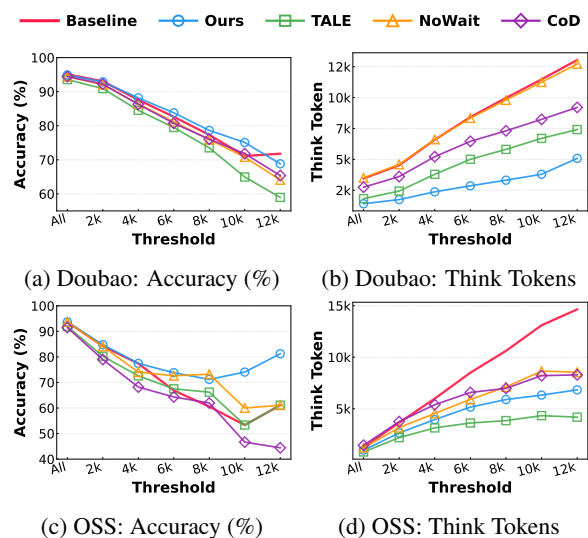 Baseline Ours TALE NoWait CoD
Accuracy (%)
100
90
80
70
60
All 2k 4k 6k 8k 10k 12k
Threshold
(a) Doubao: Accuracy (%)
Think Token
12k
10k
7k
5k
2k
All 2k 4k 6k 8k 10k 12k
Threshold
(b) Doubao: Think Tokens
Accuracy (%)
100
90
80
70
60
50
40
All 2k 4k 6k 8k 10k 12k
Threshold
(c) OSS: Accuracy (%)
Think Token
15k
10k
5k
All 2k 4k 6k 8k 10k 12k
Threshold
(d) OSS: Think Tokens